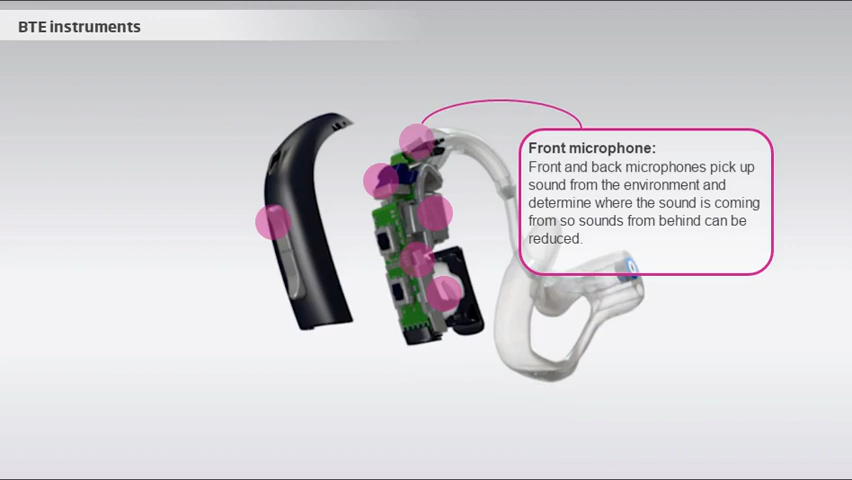 BTE instruments
Front microphone:
Front and back microphones pick up
sound from the environment and
determine where the sound is coming
from so sounds from behind can be
reduced.